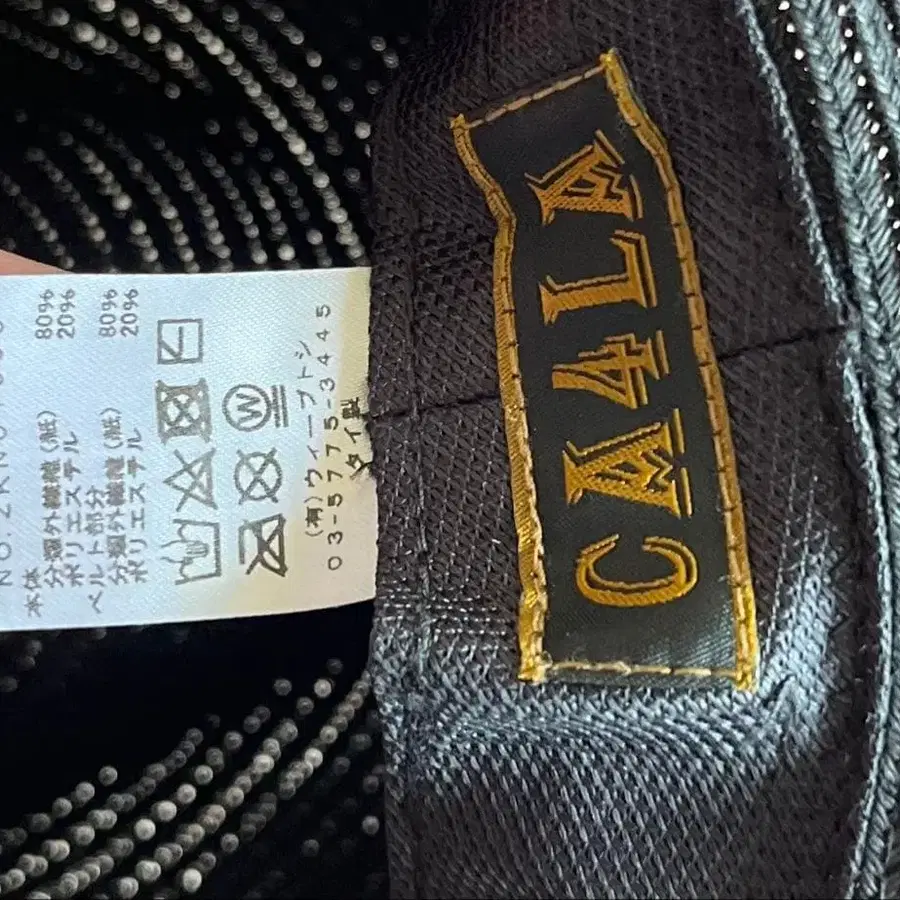 CA4LA
本体
分類外繊維(紙) 80%
ポリエステル 20%
ベルト部分
分類外繊維(紙) 80%
ポリエステル 20%
W
(有)ウィーブトシ
03-5775-3445
タイ製